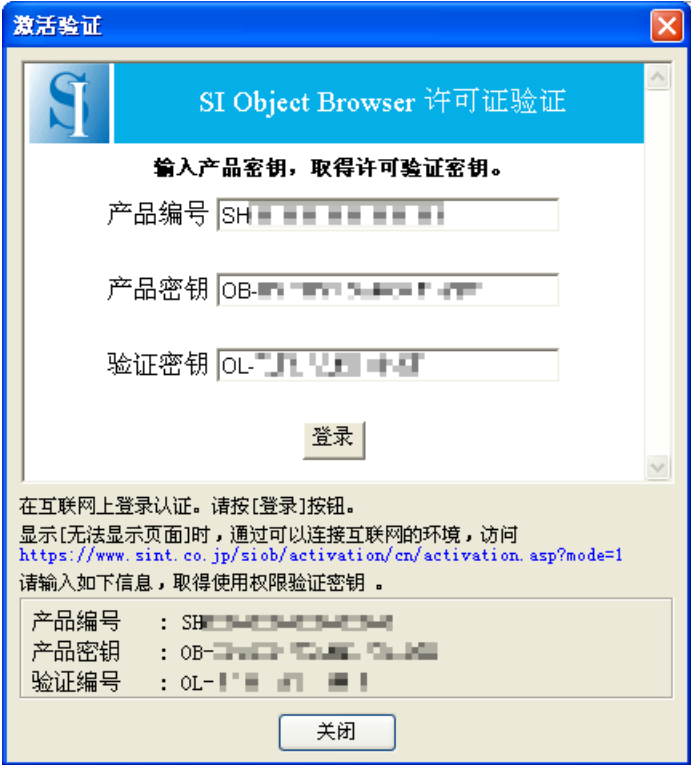 激活验证
SI
SI Object Browser 许可证验证
输入产品密钥，取得许可验证密钥。
产品编号 SH
产品密钥 OB-
验证密钥 OL-
登录
在互联网上登录认证。请按[登录]按钮。
显示[无法显示页面]时，通过可以连接互联网的环境，访问
https://www.sint.co.jp/siob/activation/cn/activation.asp?mode=1
请输入如下信息，取得使用权限验证密钥 。
产品编号 : SH
产品密钥 : OB-
验证编号 : OL-
关闭